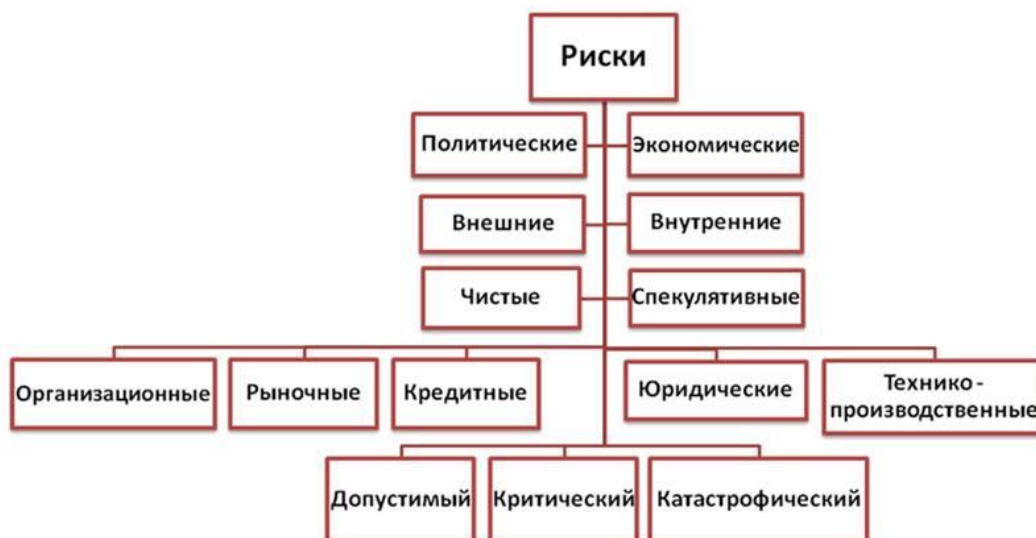 Риски
Политические
Экономические
Внешние
Внутренние
Чистые
Спекулятивные
Организационные
Рыночные
Кредитные
Юридические
Технико-
производственные
Допустимый
Критический
Катастрофический